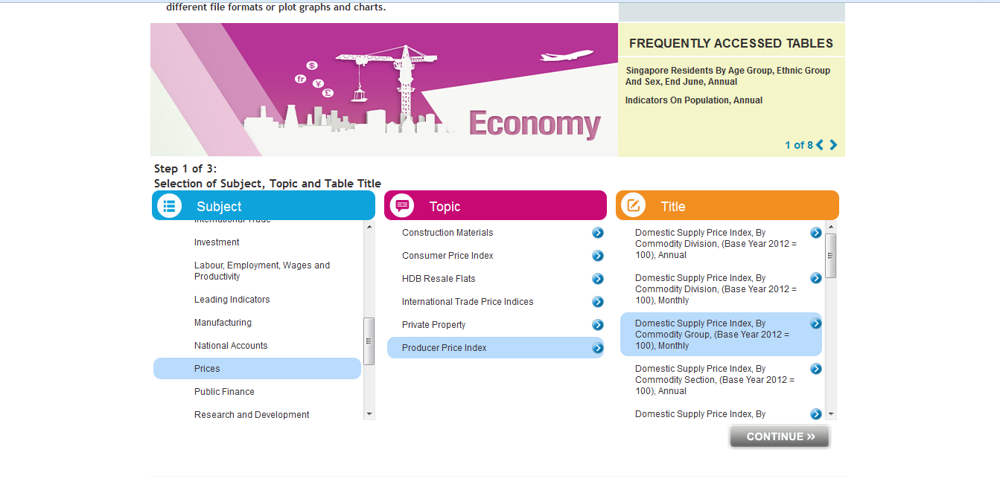 different file formats or plot graphs and charts.
$
fr
¥
£
Economy
FREQUENTLY ACCESSED TABLES
Singapore Residents By Age Group, Ethnic Group
And Sex, End June, Annual
Indicators On Population, Annual
1 of 8
Step 1 of 3:
Selection of Subject, Topic and Table Title
Subject
International Trade
Investment
Labour, Employment, Wages and
Productivity
Leading Indicators
Manufacturing
National Accounts
Prices
Public Finance
Research and Development
Topic
Construction Materials
Consumer Price Index
HDB Resale Flats
International Trade Price Indices
Private Property
Producer Price Index
Title
Domestic Supply Price Index, By
Commodity Division, (Base Year 2012 =
100), Annual
Domestic Supply Price Index, By
Commodity Division, (Base Year 2012 =
100), Monthly
Domestic Supply Price Index, By
Commodity Group, (Base Year 2012 =
100), Monthly
Domestic Supply Price Index, By
Commodity Section, (Base Year 2012 =
100), Annual
Domestic Supply Price Index, By
CONTINUE »